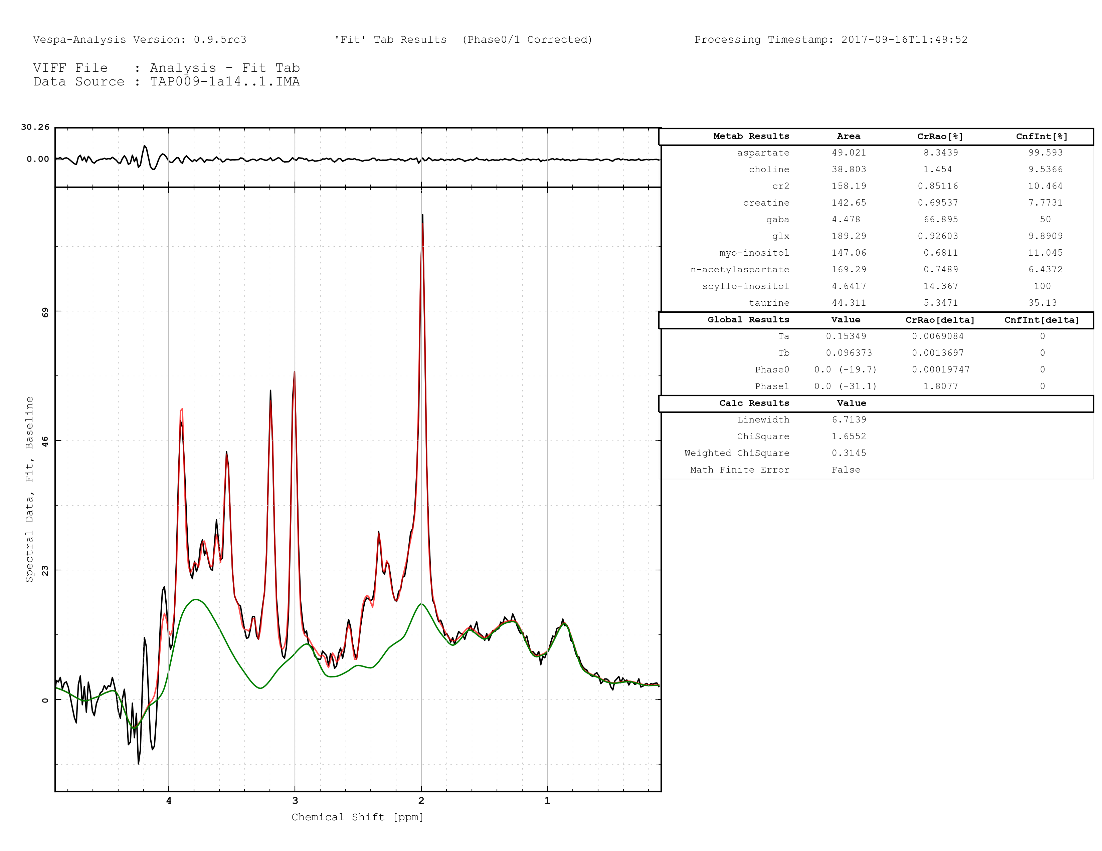 Vespa-Analysis Version: 0.9.5rc3 'Fit' Tab Results (Phase0/1 Corrected) Processing Timestamp: 2017-09-16T11:49:52
VIFF File : Analysis - Fit Tab
Data Source : TAP009-1a14..1.IMA
30.26
0.00
69
46
23
0
Spectral Data, Fit, Baseline
4 3 2 1
Chemical Shift [ppm]
Metab Results Area CrRao[%] CnfInt[%]
aspartate 49.021 8.3439 99.593
choline 38.803 1.454 9.5366
cr2 158.19 0.85116 10.464
creatine 142.65 0.69537 7.7731
gaba 4.478 66.895 50
glx 189.29 0.92603 9.8909
myo-inositol 147.06 0.6811 11.045
n-acetylaspartate 169.29 0.7489 6.4372
scyllo-inositol 4.6417 14.367 100
taurine 44.311 5.3471 35.13
Global Results Value CrRao[delta] CnfInt[delta]
Ta 0.15349 0.0069084 0
Tb 0.096373 0.0013697 0
Phase0 0.0 (-19.7) 0.00019747 0
Phase1 0.0 (-31.1) 1.8077 0
Calc Results Value
Linewidth 6.7139
ChiSquare 1.6552
Weighted ChiSquare 0.3145
Math Finite Error False